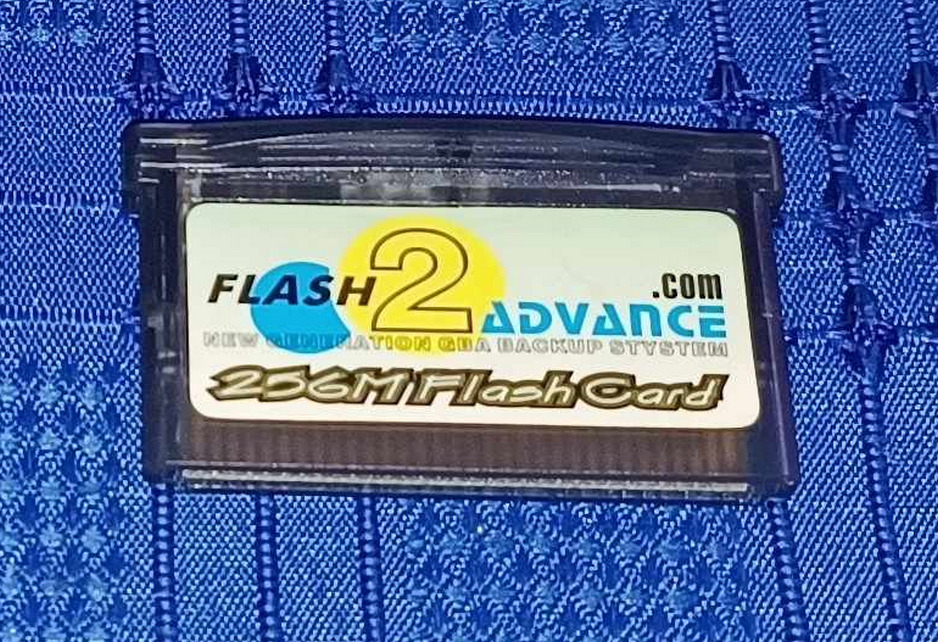 FLASH 2 ADVANCE .com
NEW GENERATION GBA BACKUP STYSTEM
256M Flash Card